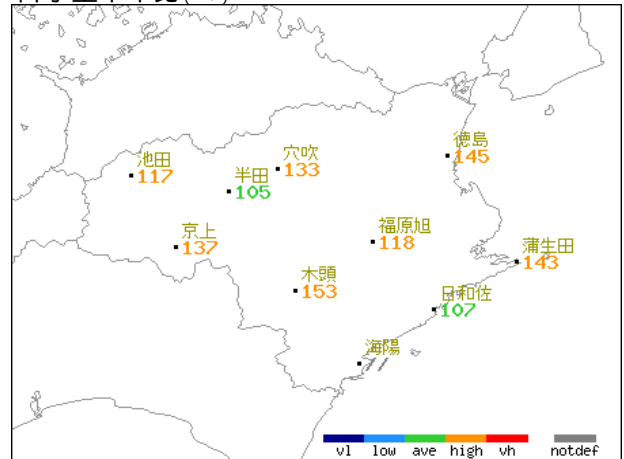 穴吹
133
徳島
145
池田
117
半田
105
京上
137
福原旭
118
蒲生田
143
木頭
153
日和佐
107
海陽
//
vl low ave high vh notdef